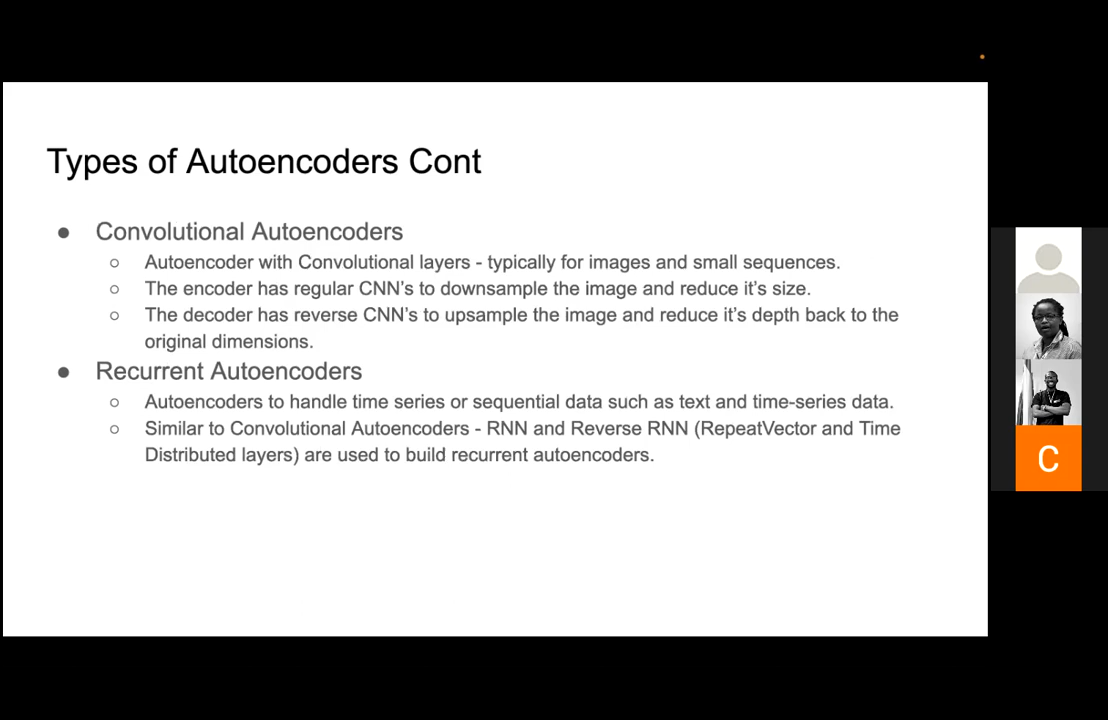 Types of Autoencoders Cont
● Convolutional Autoencoders
○ Autoencoder with Convolutional layers - typically for images and small sequences.
○ The encoder has regular CNN's to downsample the image and reduce it's size.
○ The decoder has reverse CNN's to upsample the image and reduce it's depth back to the
original dimensions.
● Recurrent Autoencoders
○ Autoencoders to handle time series or sequential data such as text and time-series data.
○ Similar to Convolutional Autoencoders - RNN and Reverse RNN (RepeatVector and Time
Distributed layers) are used to build recurrent autoencoders.
C